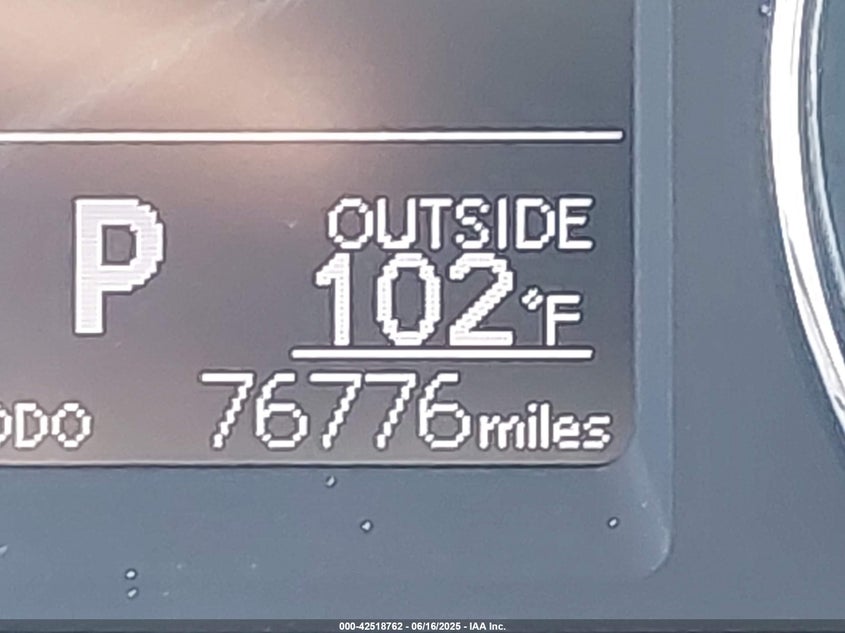 P
OUTSIDE
102°F
ODO 76776 miles
000-42518762 - 06/16/2025 - IAA Inc.